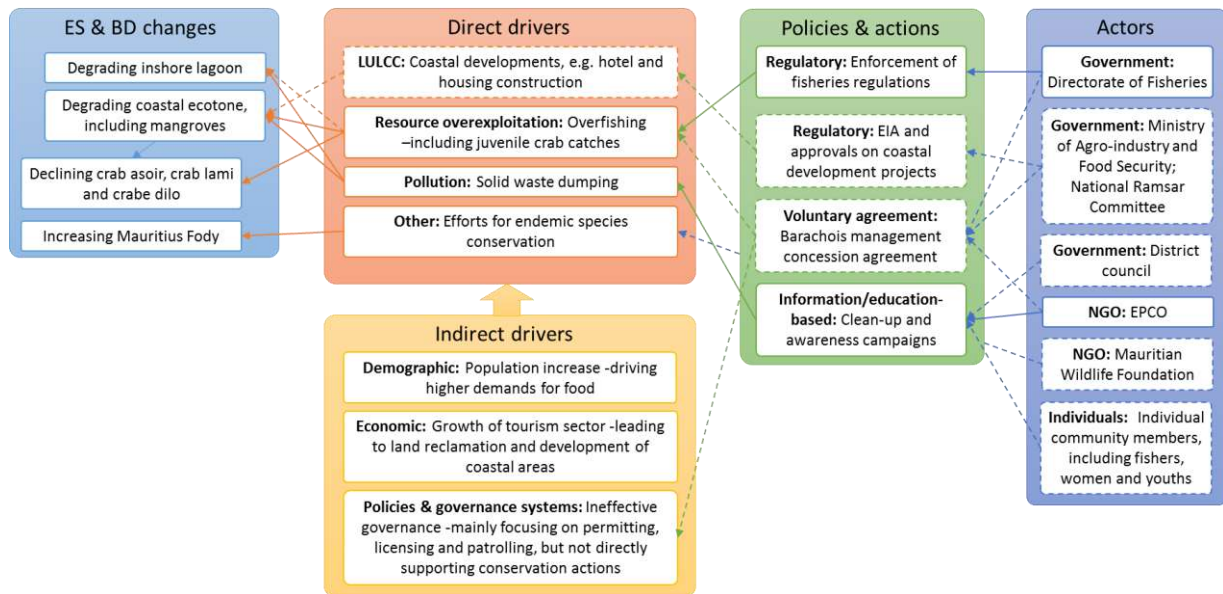 ES & BD changes
Degrading inshore lagoon
Degrading coastal ecotone,
including mangroves
Declining crab asoir, crab lami
and crabe dilo
Increasing Mauritius Fody
Direct drivers
LULCC: Coastal developments, e.g. hotel and
housing construction
Resource overexploitation: Overfishing
–including juvenile crab catches
Pollution: Solid waste dumping
Other: Efforts for endemic species
conservation
Indirect drivers
Demographic: Population increase -driving
higher demands for food
Economic: Growth of tourism sector -leading
to land reclamation and development of
coastal areas
Policies & governance systems: Ineffective
governance -mainly focusing on permitting,
licensing and patrolling, but not directly
supporting conservation actions
Policies & actions
Regulatory: Enforcement of
fisheries regulations
Regulatory: EIA and
approvals on coastal
development projects
Voluntary agreement:
Barachois management
concession agreement
Information/education-
based: Clean-up and
awareness campaigns
Actors
Government:
Directorate of Fisheries
Government: Ministry
of Agro-industry and
Food Security;
National Ramsar
Committee
Government: District
council
NGO: EPCO
NGO: Mauritian
Wildlife Foundation
Individuals: Individual
community members,
including fishers,
women and youths